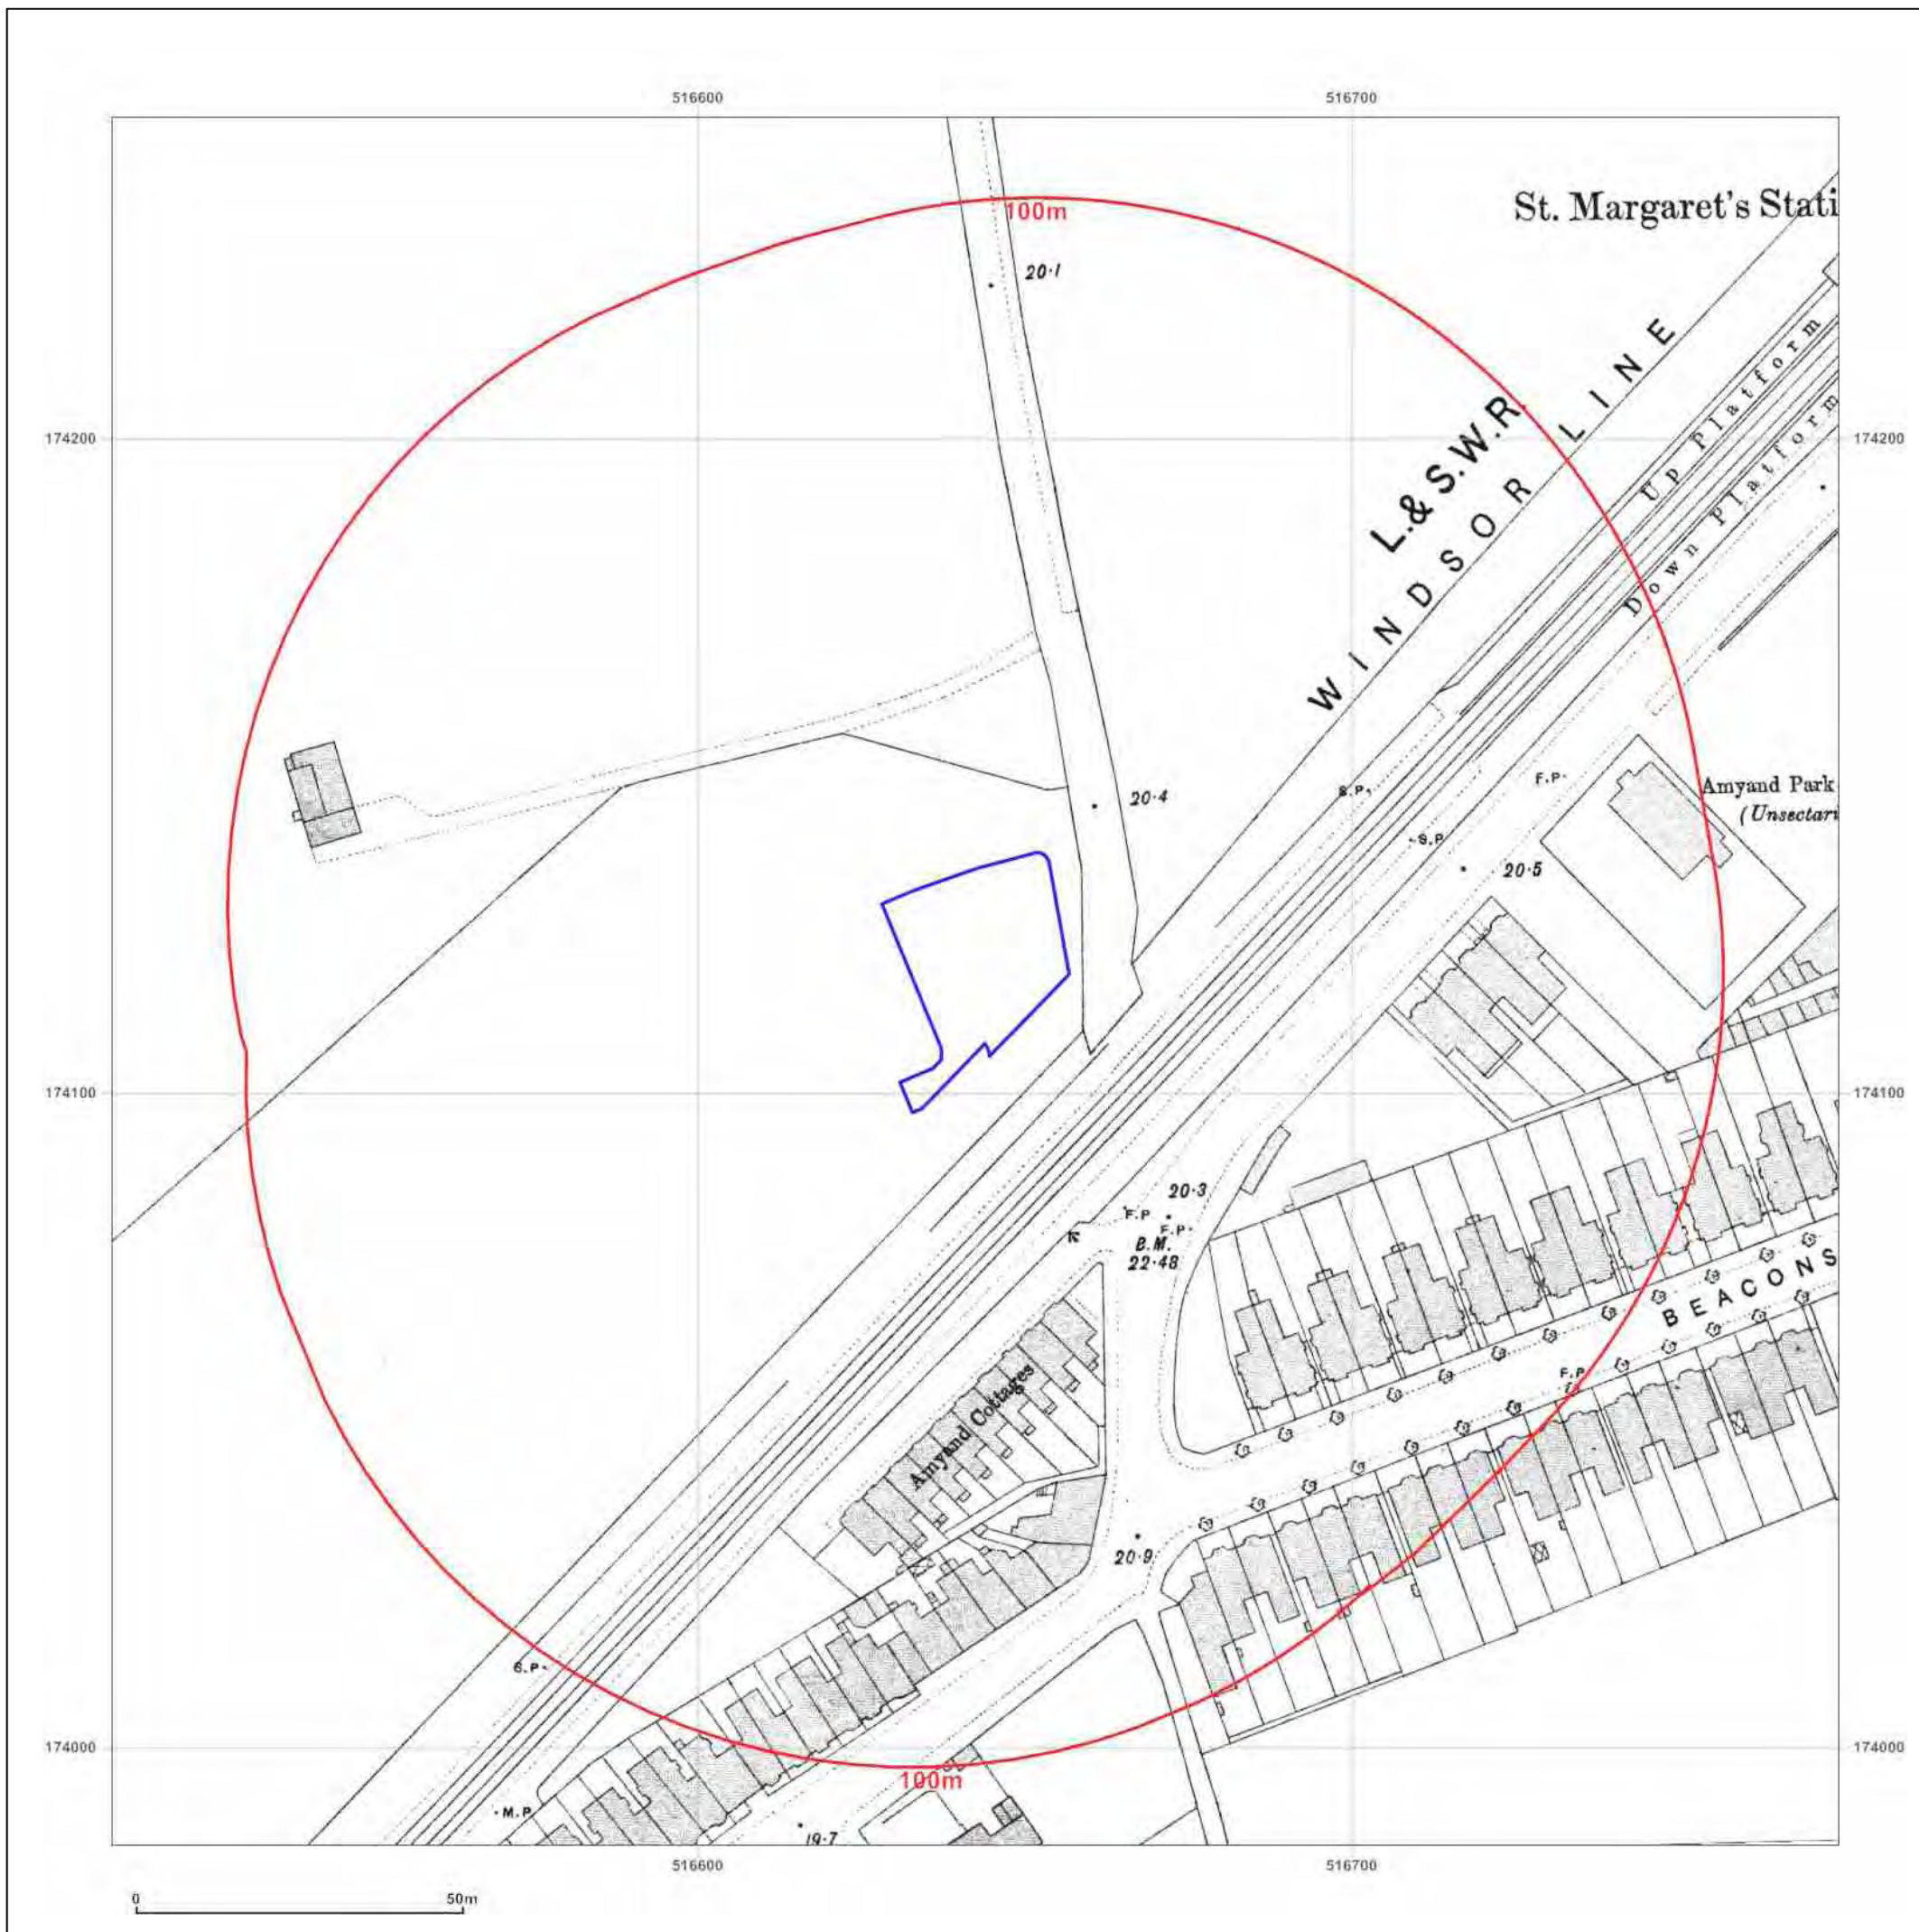 516600
516700
St. Margaret's Stati
100m
20·1
L.& S.W.R.
WINDSOR LINE
Up Platform
Down Platform
174200
174200
F.P.
S.P.
Amyand Park
(Unsectari
20·4
S.P.
20·5
174100
174100
20·3
F.P.
F.P.
B.M.
22·48
BEACONS
F.P.
Amyand Cottages
20·9
S.P.
174000
174000
100m
M.P.
19·7
516600
516700
0
50m